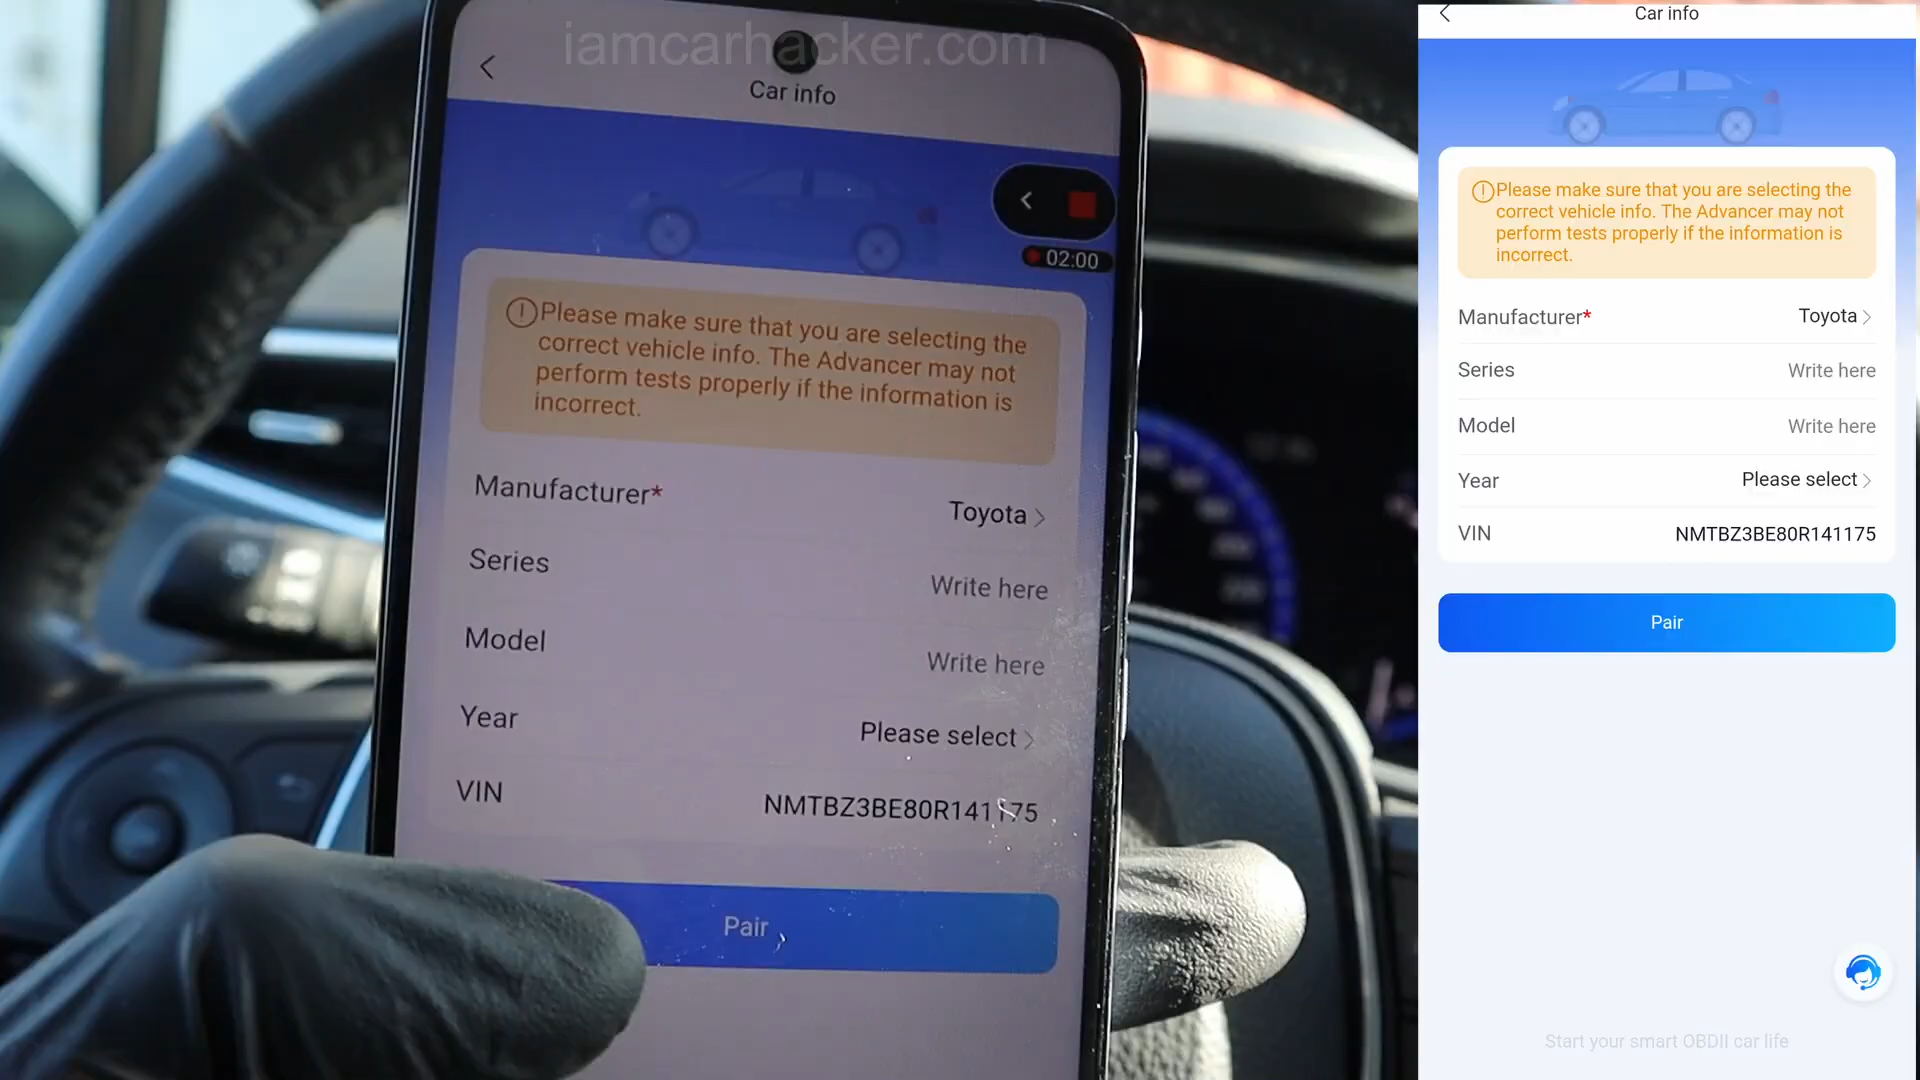 iamcarhacker.com
Car info
02:00
Please make sure that you are selecting the
correct vehicle info. The Advancer may not
perform tests properly if the information is
incorrect.
Manufacturer* Toyota
Series Write here
Model Write here
Year Please select
VIN NMTBZ3BE80R141175
Pair
Car info
Please make sure that you are selecting the
correct vehicle info. The Advancer may not
perform tests properly if the information is
incorrect.
Manufacturer* Toyota
Series Write here
Model Write here
Year Please select
VIN NMTBZ3BE80R141175
Pair
Start your smart OBDII car life